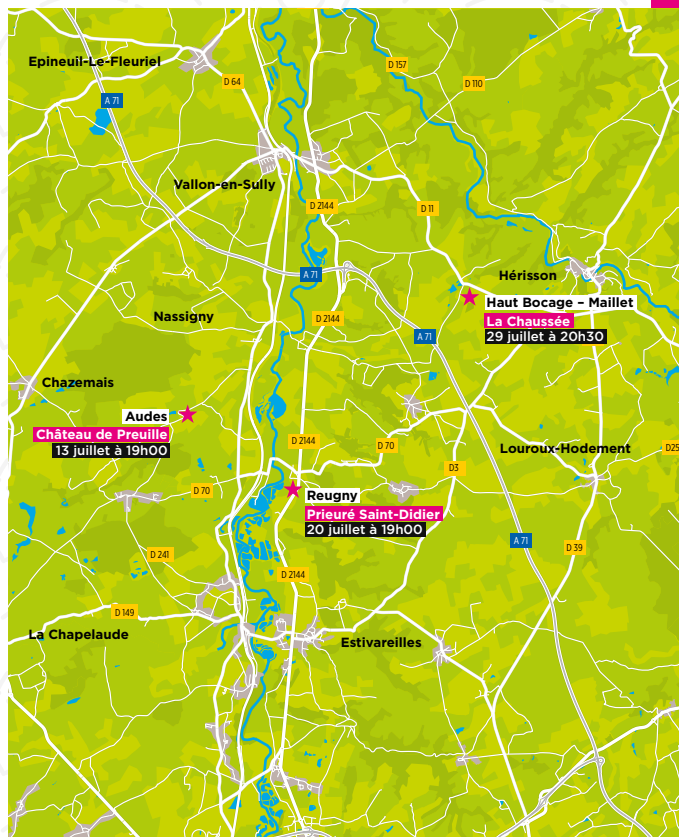 Epineuil-Le-Fleuriel
D 157
D 64
D 110
A 71
Vallon-en-Sully
D 2144
D 11
A 71
Hérisson
Haut Bocage – Maillet
La Chaussée
29 juillet à 20h30
Nassigny
D 2144
A 71
Chazemais
Audes
Château de Preuille
13 juillet à 19h00
D 2144
D 70
Louroux-Hodement
D25
D3
D 70
Reugny
Prieuré Saint-Didier
20 juillet à 19h00
A 71
D 39
D 241
D 2144
D 149
La Chapelaude
Estivareilles